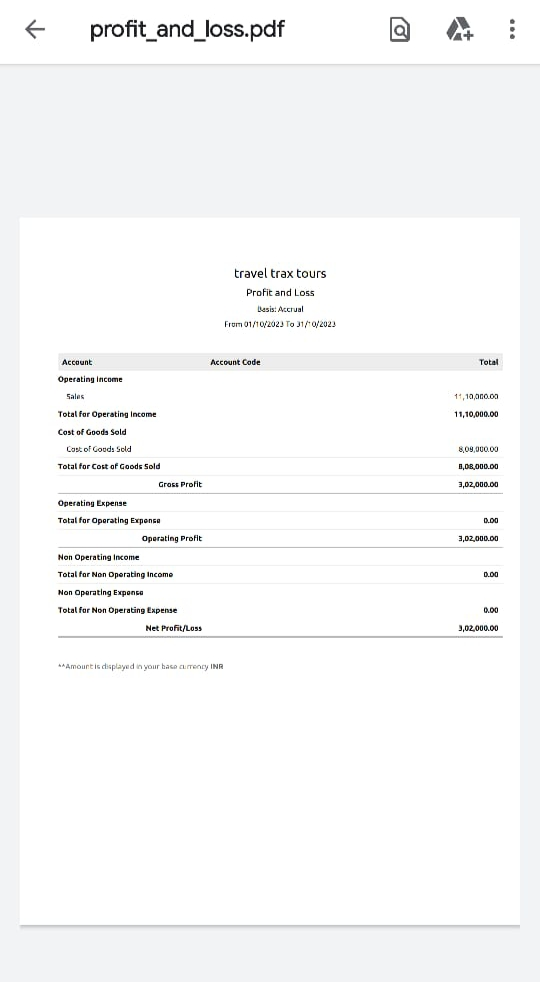 profit_and_loss.pdf
travel trax tours
Profit and Loss
Basis: Accrual
From 01/10/2023 To 31/10/2023
Account Account Code Total
Operating Income
Sales 11,10,000.00
Total for Operating Income 11,10,000.00
Cost of Goods Sold
Cost of Goods Sold 8,08,000.00
Total for Cost of Goods Sold 8,08,000.00
Gross Profit 3,02,000.00
Operating Expense
Total for Operating Expense 0.00
Operating Profit 3,02,000.00
Non Operating Income
Total for Non Operating Income 0.00
Non Operating Expense
Total for Non Operating Expense 0.00
Net Profit/Loss 3,02,000.00
**Amount is displayed in your base currency INR